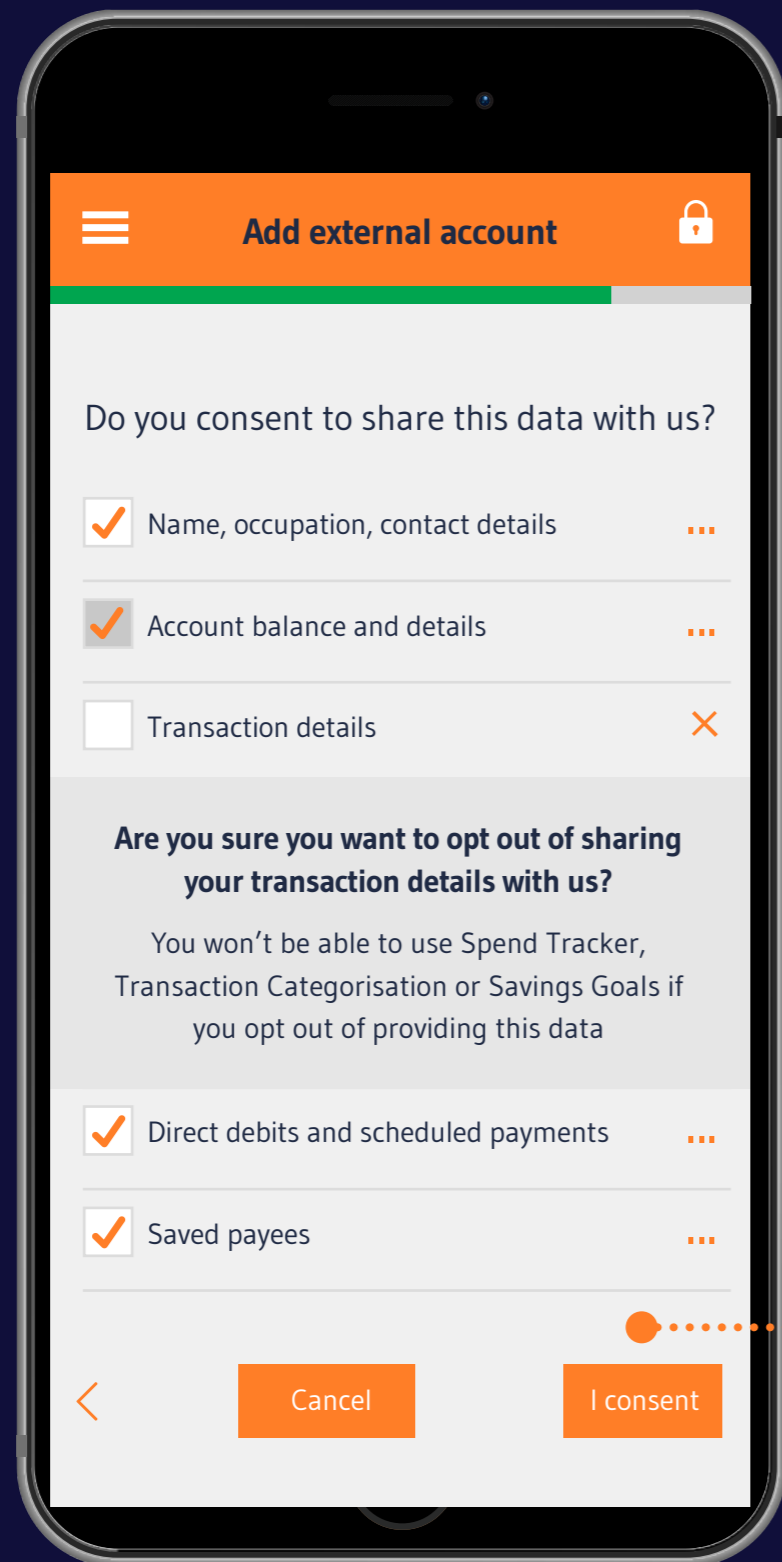 Add external account
Do you consent to share this data with us?
Name, occupation, contact details
...
Account balance and details
...
Transaction details
Are you sure you want to opt out of sharing
your transaction details with us?
You won’t be able to use Spend Tracker,
Transaction Categorisation or Savings Goals if
you opt out of providing this data
Direct debits and scheduled payments
...
Saved payees
...
Cancel
I consent